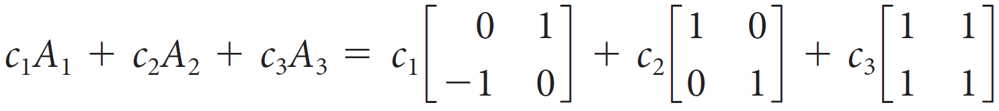 c₁A₁ + c₂A₂ + c₃A₃ = c₁[0 1; −1 0] + c₂[1 0; 0 1] + c₃[1 1; 1 1]